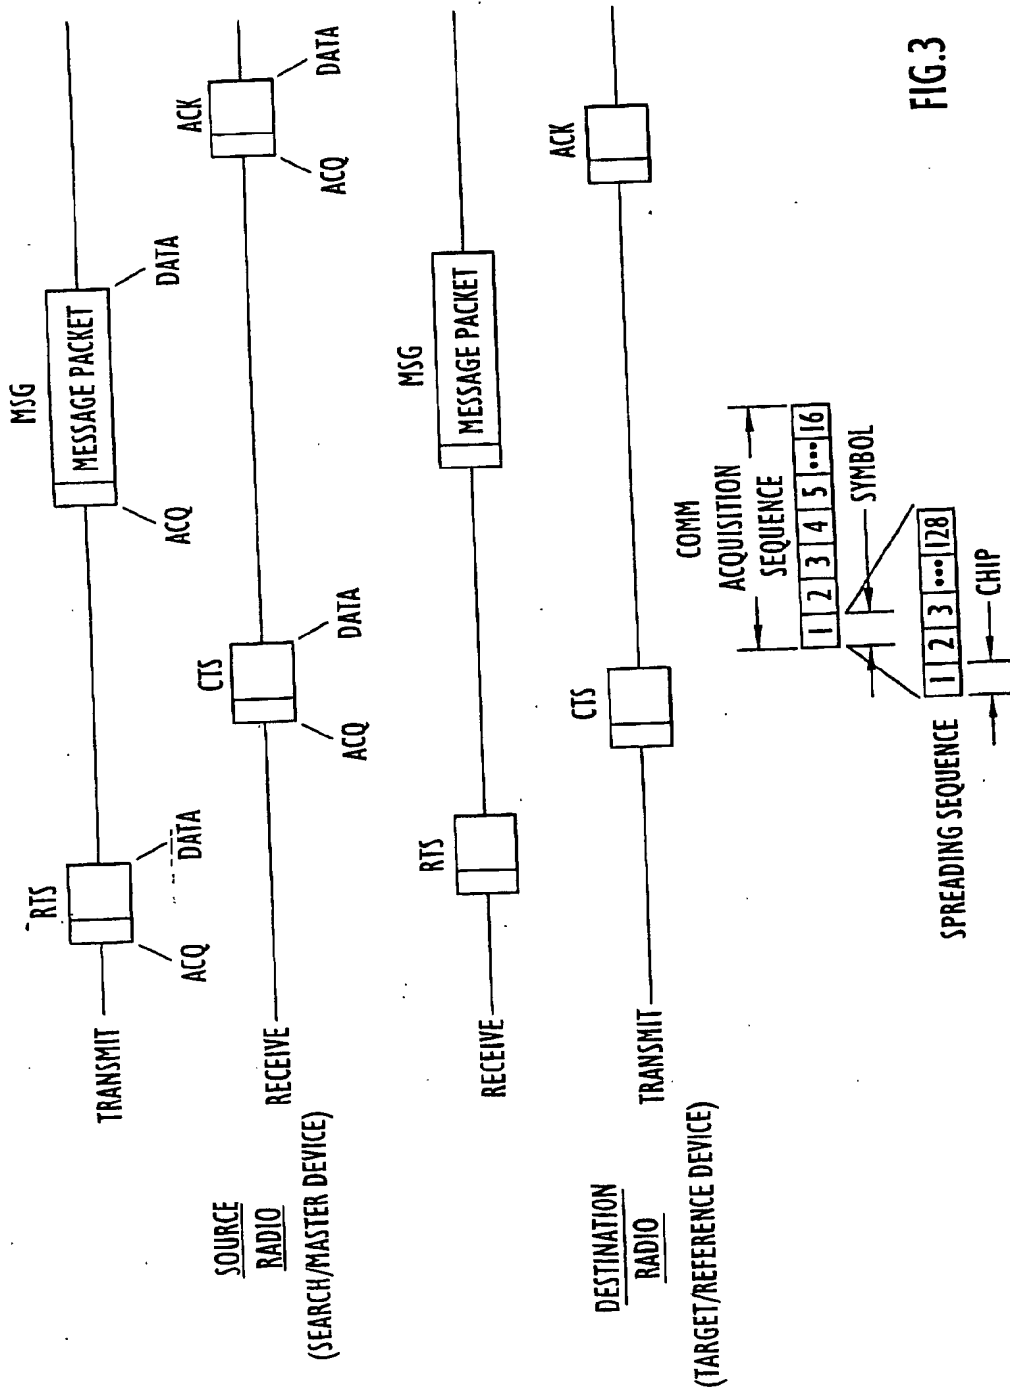 RTS
MSG
TRANSMIT
ACQ
DATA
ACQ
MESSAGE PACKET
DATA
SOURCE
RADIO
(SEARCH/MASTER DEVICE)
CTS
ACK
RECEIVE
ACQ
DATA
ACQ
DATA
RTS
MSG
RECEIVE
MESSAGE PACKET
DESTINATION
RADIO
(TARGET/REFERENCE DEVICE)
CTS
ACK
TRANSMIT
COMM
ACQUISITION
SEQUENCE
1 2 3 4 5 ••• 16
SYMBOL
SPREADING SEQUENCE
1 2 3 ••• 128
CHIP
FIG.3